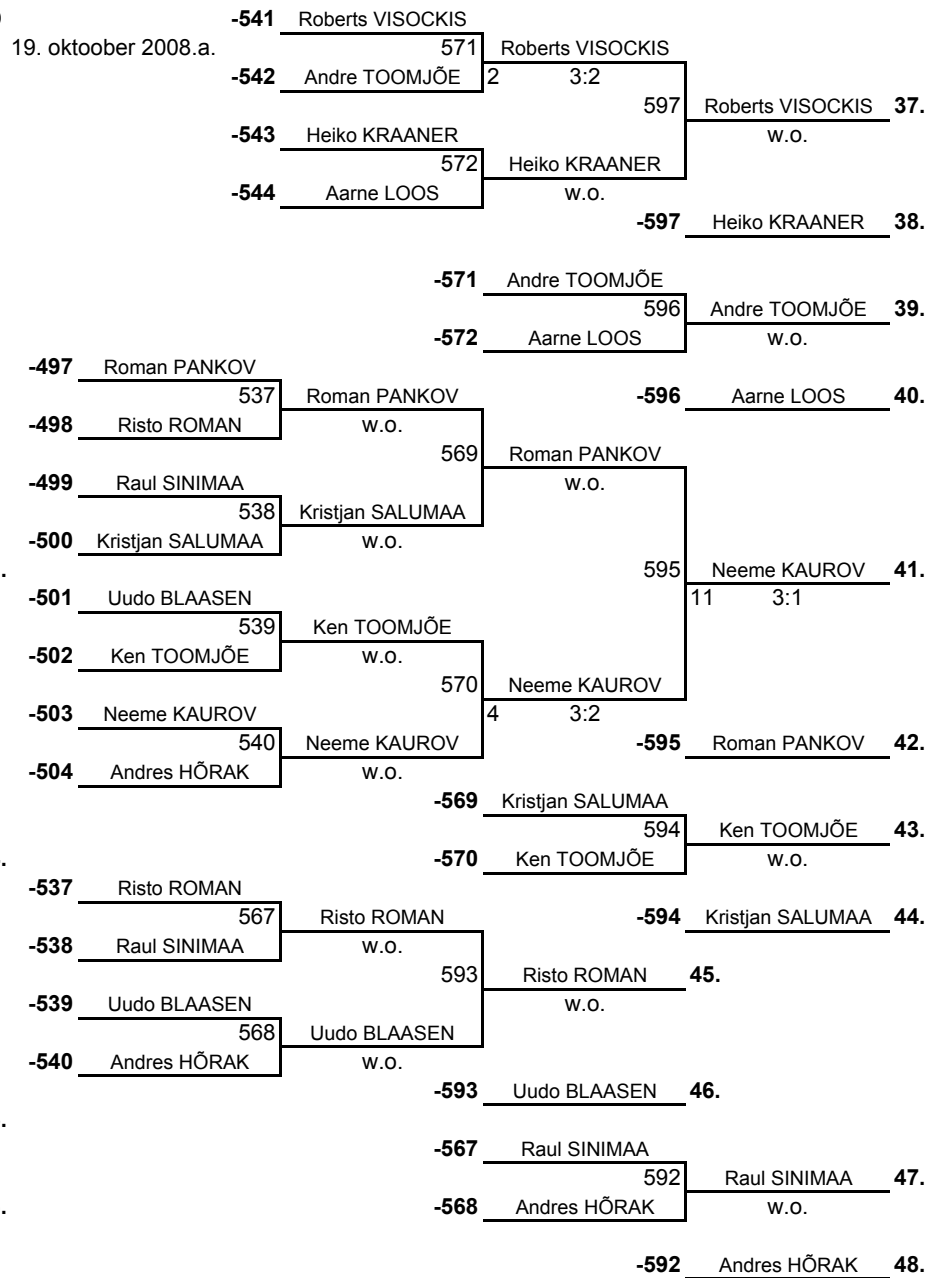 -541 Roberts VISOCKIS
19. oktoober 2008.a.
571 Roberts VISOCKIS
-542 Andre TOOMJÕE 2 3:2
597 Roberts VISOCKIS 37.
-543 Heiko KRAANER w.o.
572 Heiko KRAANER
-544 Aarne LOOS w.o.
-597 Heiko KRAANER 38.
-571 Andre TOOMJÕE
596 Andre TOOMJÕE 39.
-572 Aarne LOOS w.o.
-497 Roman PANKOV
537 Roman PANKOV -596 Aarne LOOS 40.
-498 Risto ROMAN w.o.
569 Roman PANKOV
-499 Raul SINIMAA w.o.
538 Kristjan SALUMAA
-500 Kristjan SALUMAA w.o.
595 Neeme KAUROV 41.
-501 Uudo BLAASEN 11 3:1
539 Ken TOOMJÕE
-502 Ken TOOMJÕE w.o.
570 Neeme KAUROV
-503 Neeme KAUROV 4 3:2
540 Neeme KAUROV -595 Roman PANKOV 42.
-504 Andres HÕRAK w.o.
-569 Kristjan SALUMAA
594 Ken TOOMJÕE 43.
-570 Ken TOOMJÕE w.o.
-537 Risto ROMAN
567 Risto ROMAN -594 Kristjan SALUMAA 44.
-538 Raul SINIMAA w.o.
593 Risto ROMAN 45.
-539 Uudo BLAASEN w.o.
568 Uudo BLAASEN
-540 Andres HÕRAK w.o.
-593 Uudo BLAASEN 46.
-567 Raul SINIMAA
592 Raul SINIMAA 47.
-568 Andres HÕRAK w.o.
-592 Andres HÕRAK 48.